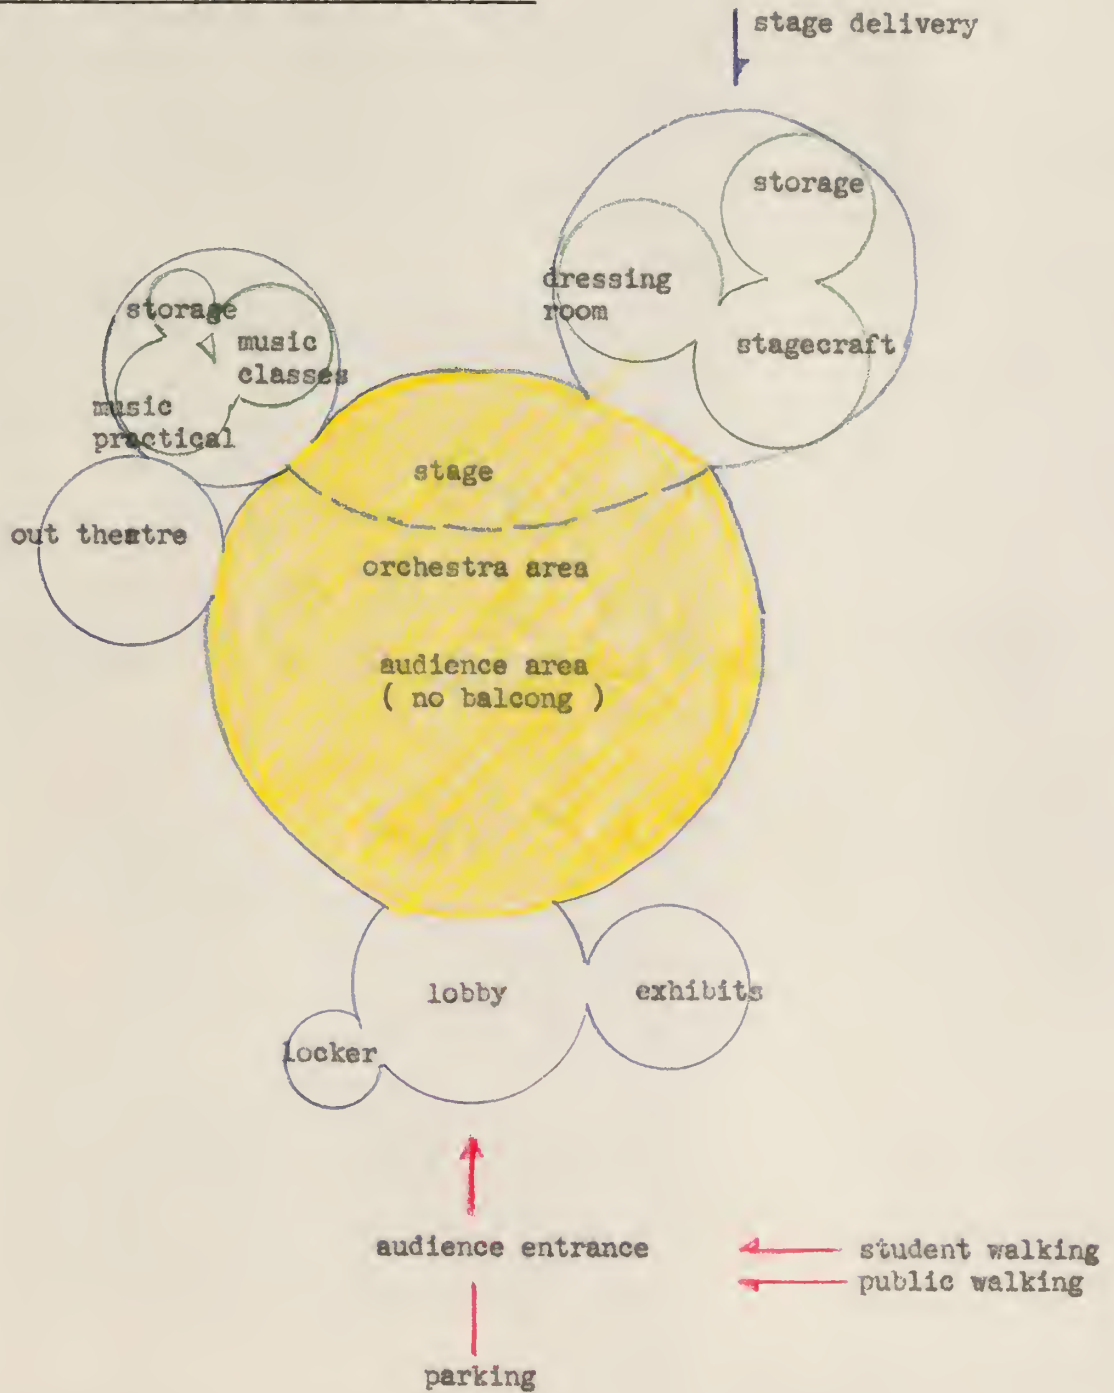 stage delivery
storage
dressing
room
stagecraft
storage
music
classes
music
practical
stage
out theatre
orchestra area
audience area
( no balcong )
lobby
exhibits
locker
audience entrance
student walking
public walking
parking